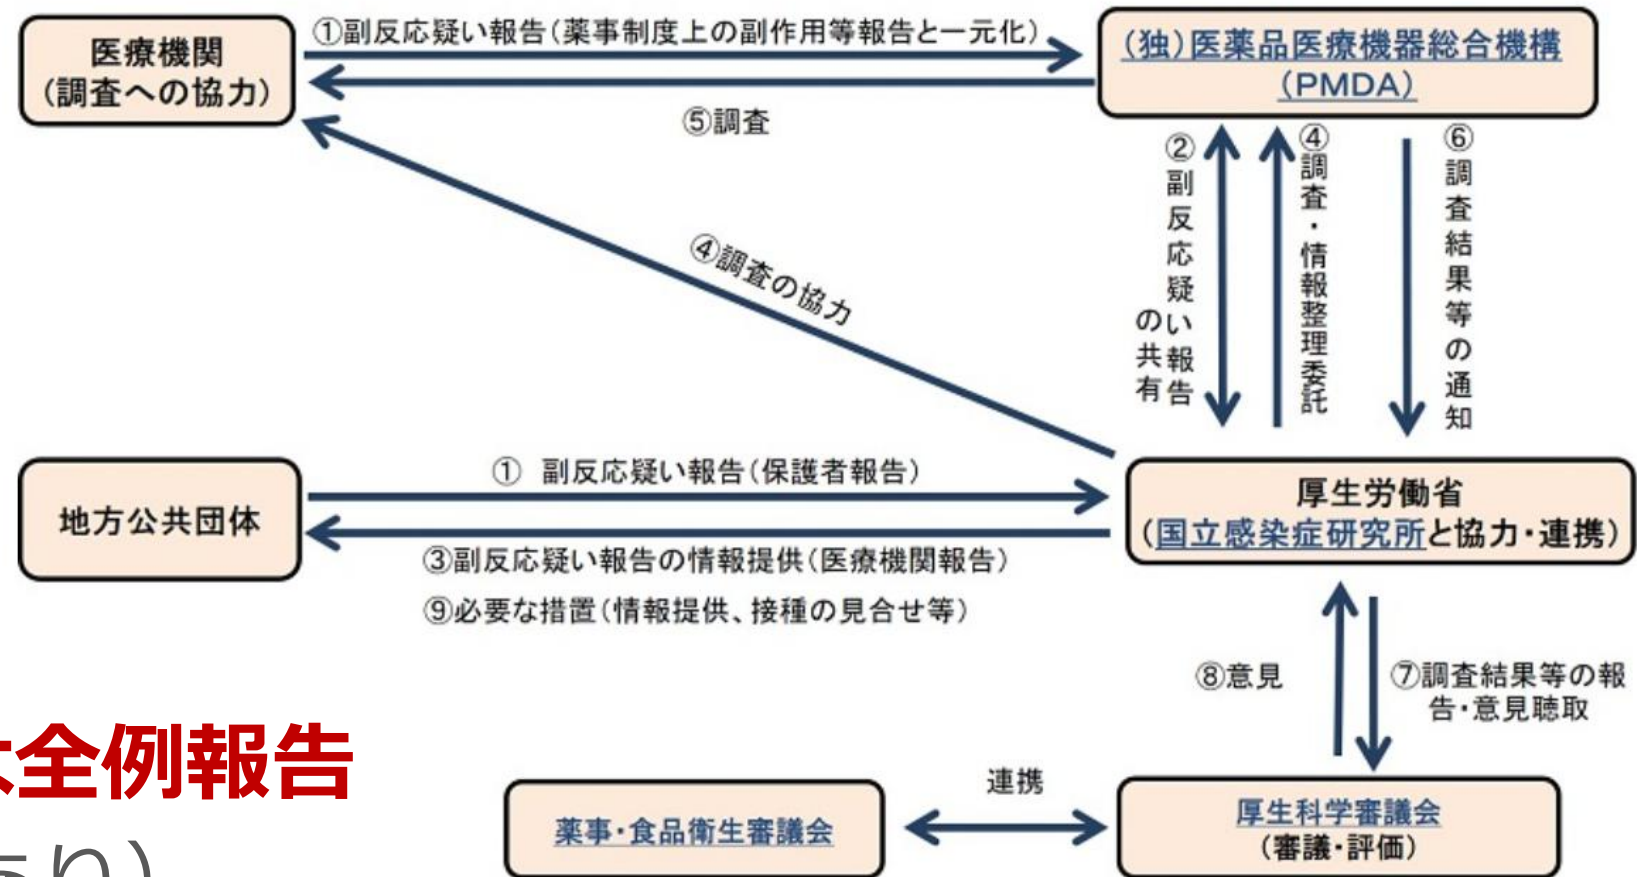 医療機関
(調査への協力)
①副反応疑い報告(薬事制度上の副作用等報告と一元化)
(独)医薬品医療機器総合機構
(PMDA)
⑤調査
②副反応疑い報告
の共有
④調査・情報整理委託
⑥調査結果等の通知
④調査の協力
地方公共団体
① 副反応疑い報告(保護者報告)
③副反応疑い報告の情報提供(医療機関報告)
⑨必要な措置(情報提供、接種の見合せ等)
厚生労働省
(国立感染症研究所と協力・連携)
⑧意見
⑦調査結果等の報
告・意見聴取
全例報告
あり)
連携
薬事・食品衛生審議会
厚生科学審議会
(審議・評価)